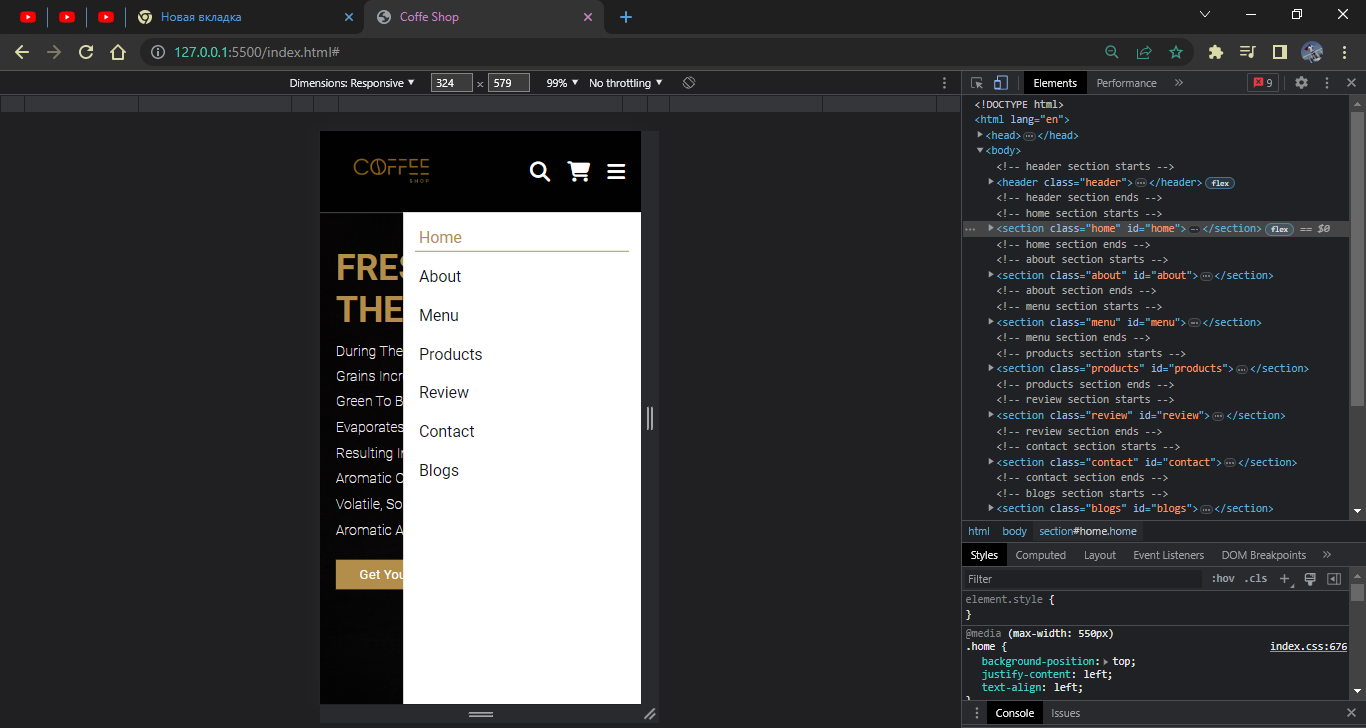 Новая вкладка
Coffe Shop
127.0.0.1:5500/index.html#
Dimensions: Responsive
324 × 579
99%
No throttling
COFFEE
SHOP
Home
About
Menu
Products
Review
Contact
Blogs
FRES
THE
During The
Grains Incr
Green To B
Evaporates
Resulting In
Aromatic C
Volatile, So
Aromatic A
Get You
Elements
Performance
»
9
<!DOCTYPE html>
<html lang="en">
<head>⋯</head>
<body>
<!-- header section starts -->
<header class="header">⋯</header> flex
<!-- header section ends -->
<!-- home section starts -->
⋯ <section class="home" id="home">⋯</section> flex == $0
<!-- home section ends -->
<!-- about section starts -->
<section class="about" id="about">⋯</section>
<!-- about section ends -->
<!-- menu section starts -->
<section class="menu" id="menu">⋯</section>
<!-- menu section ends -->
<!-- products section starts -->
<section class="products" id="products">⋯</section>
<!-- products section ends -->
<!-- review section starts -->
<section class="review" id="review">⋯</section>
<!-- review section ends -->
<!-- contact section starts -->
<section class="contact" id="contact">⋯</section>
<!-- contact section ends -->
<!-- blogs section starts -->
<section class="blogs" id="blogs">⋯</section>
html body section#home.home
Styles Computed Layout Event Listeners DOM Breakpoints »
Filter :hov .cls +
element.style {
}
@media (max-width: 550px)
.home { index.css:676
background-position: top;
justify-content: left;
text-align: left;
}
Console Issues